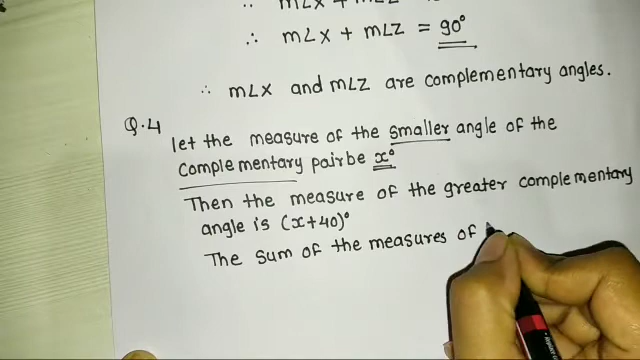 ∴ m∠X + m∠Z
∴ m∠X + m∠Z = 90°
∴ m∠X and m∠Z are complementary angles.
Q.4
let the measure of the smaller angle of the
complementary pair be x°
Then the measure of the greater complementary
angle is (x+40)°
The sum of the measures of